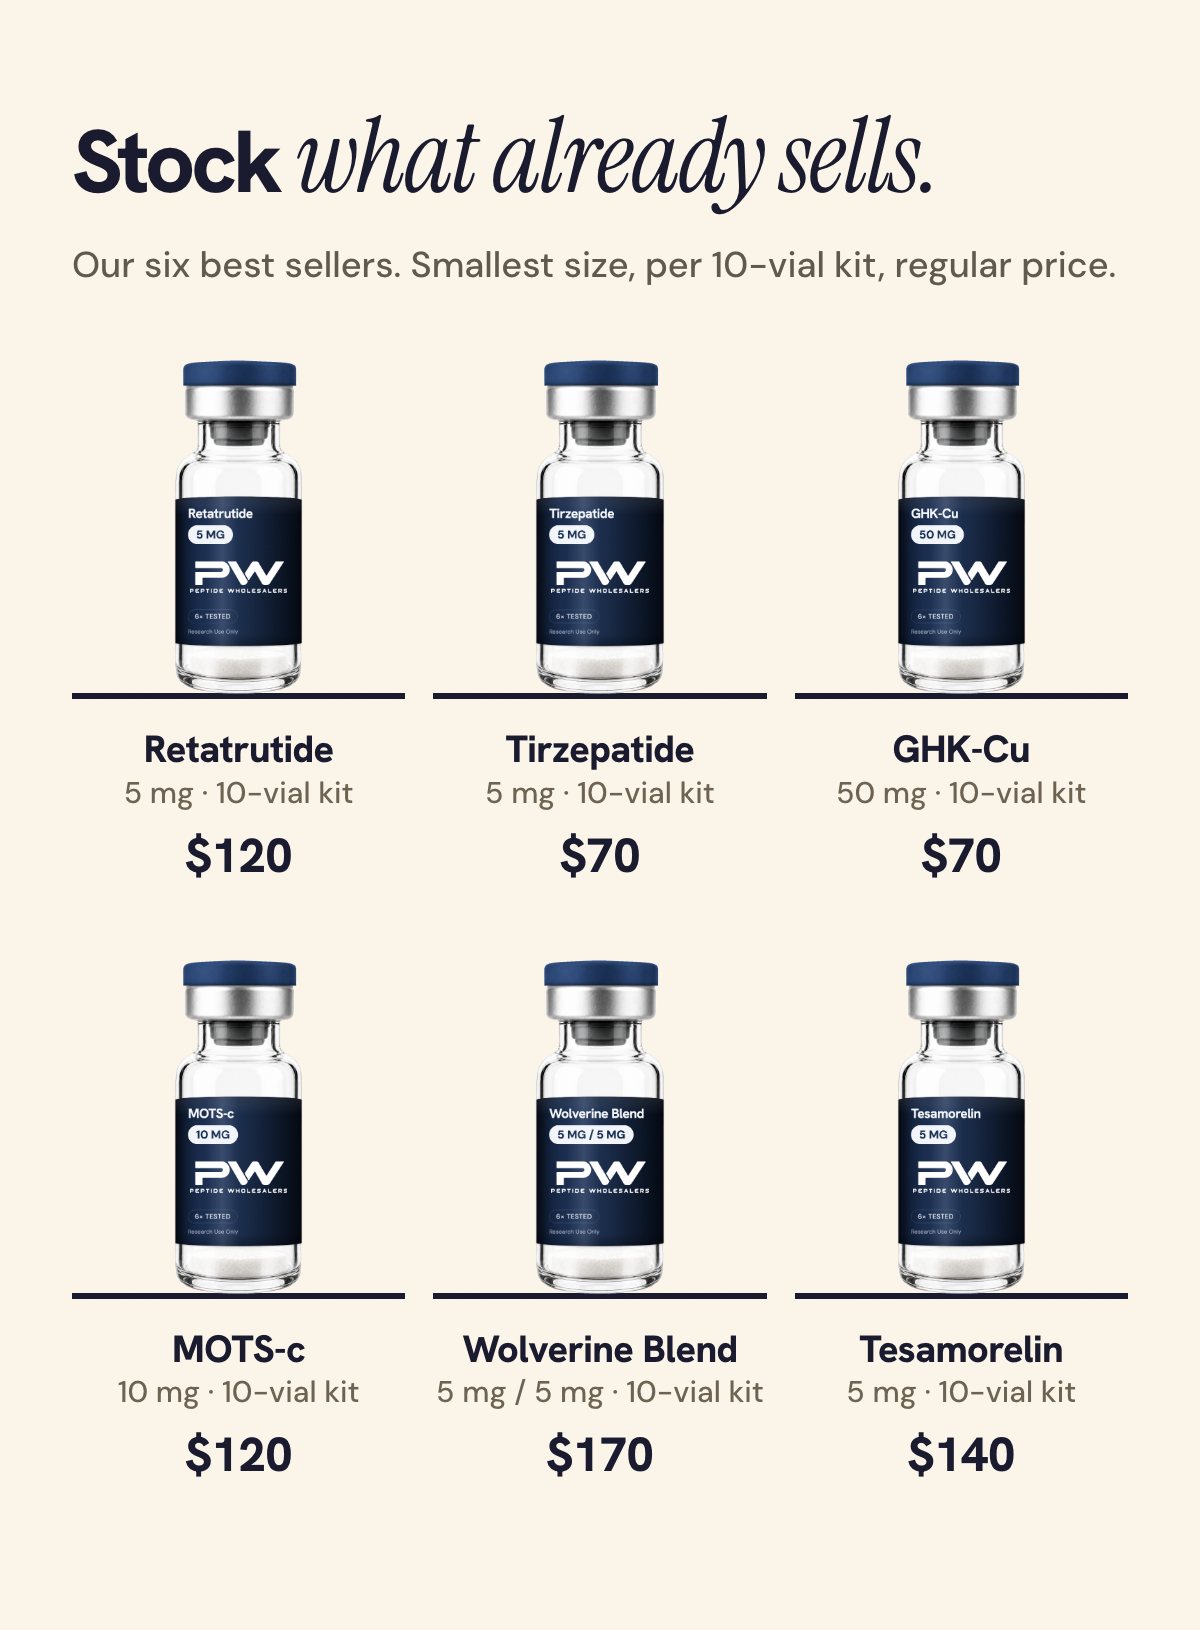 Stock what already sells.
Our six best sellers. Smallest size, per 10-vial kit, regular price.
Retatrutide
5 MG
PW
PEPTIDE WHOLESALERS
6× TESTED
Research Use Only
Tirzepatide
5 MG
PW
PEPTIDE WHOLESALERS
6× TESTED
Research Use Only
GHK-Cu
50 MG
PW
PEPTIDE WHOLESALERS
6× TESTED
Research Use Only
Retatrutide
5 mg · 10-vial kit
$120
Tirzepatide
5 mg · 10-vial kit
$70
GHK-Cu
50 mg · 10-vial kit
$70
MOTS-c
10 MG
PW
PEPTIDE WHOLESALERS
6× TESTED
Research Use Only
Wolverine Blend
5 MG / 5 MG
PW
PEPTIDE WHOLESALERS
6× TESTED
Research Use Only
Tesamorelin
5 MG
PW
PEPTIDE WHOLESALERS
6× TESTED
Research Use Only
MOTS-c
10 mg · 10-vial kit
$120
Wolverine Blend
5 mg / 5 mg · 10-vial kit
$170
Tesamorelin
5 mg · 10-vial kit
$140